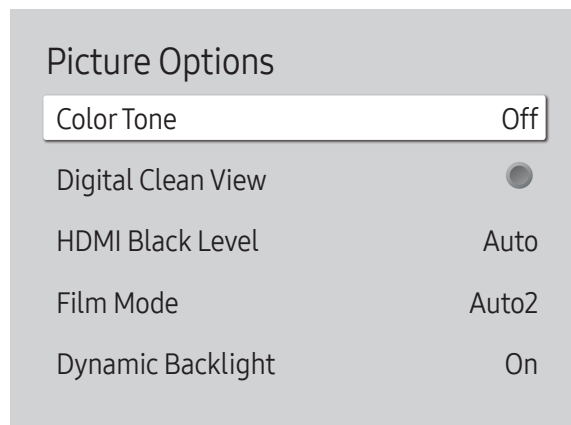 Picture Options
Color Tone Off
Digital Clean View
HDMI Black Level Auto
Film Mode Auto2
Dynamic Backlight On